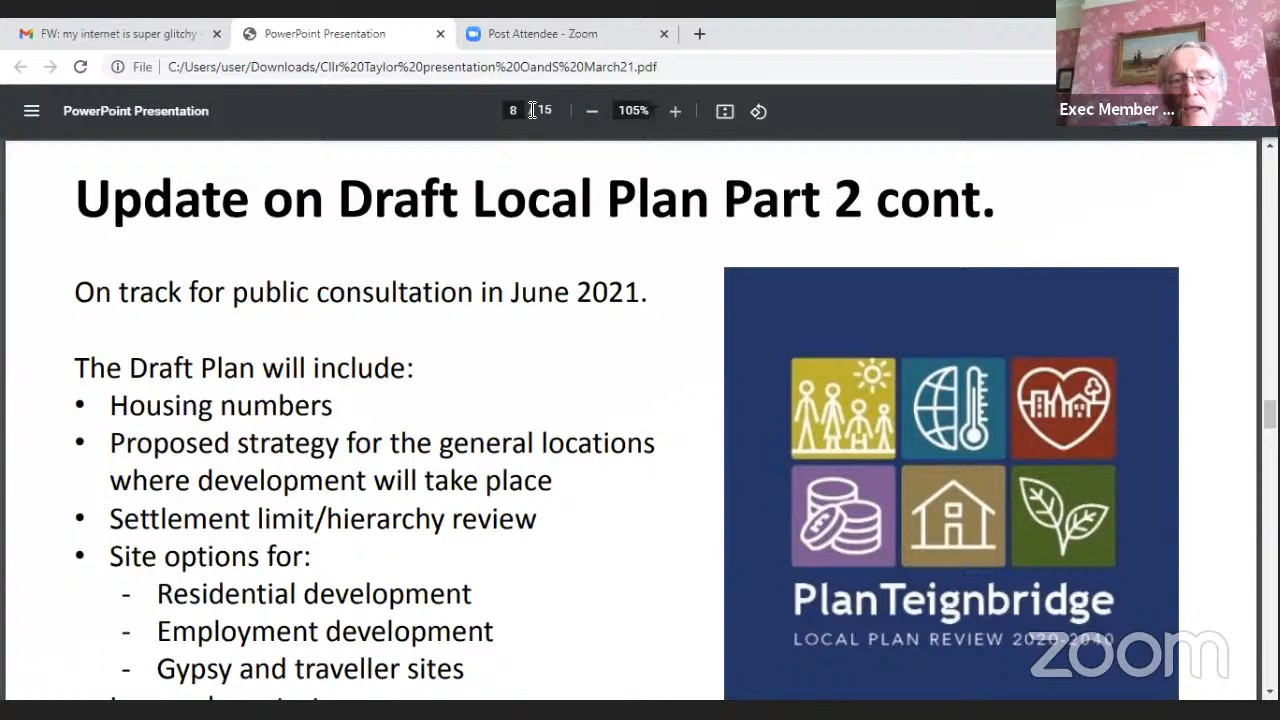 FW: my internet is super glitchy
PowerPoint Presentation
Post Attendee - Zoom
File
C:/Users/user/Downloads/Cllr%20Taylor%20presentation%20OandS%20March21.pdf
Exec Member ...
PowerPoint Presentation
8
15
105%
Update on Draft Local Plan Part 2 cont.
On track for public consultation in June 2021.
The Draft Plan will include:
• Housing numbers
• Proposed strategy for the general locations
where development will take place
• Settlement limit/hierarchy review
• Site options for:
- Residential development
- Employment development
- Gypsy and traveller sites
PlanTeignbridge
LOCAL PLAN REVIEW 2020-2040
zoom